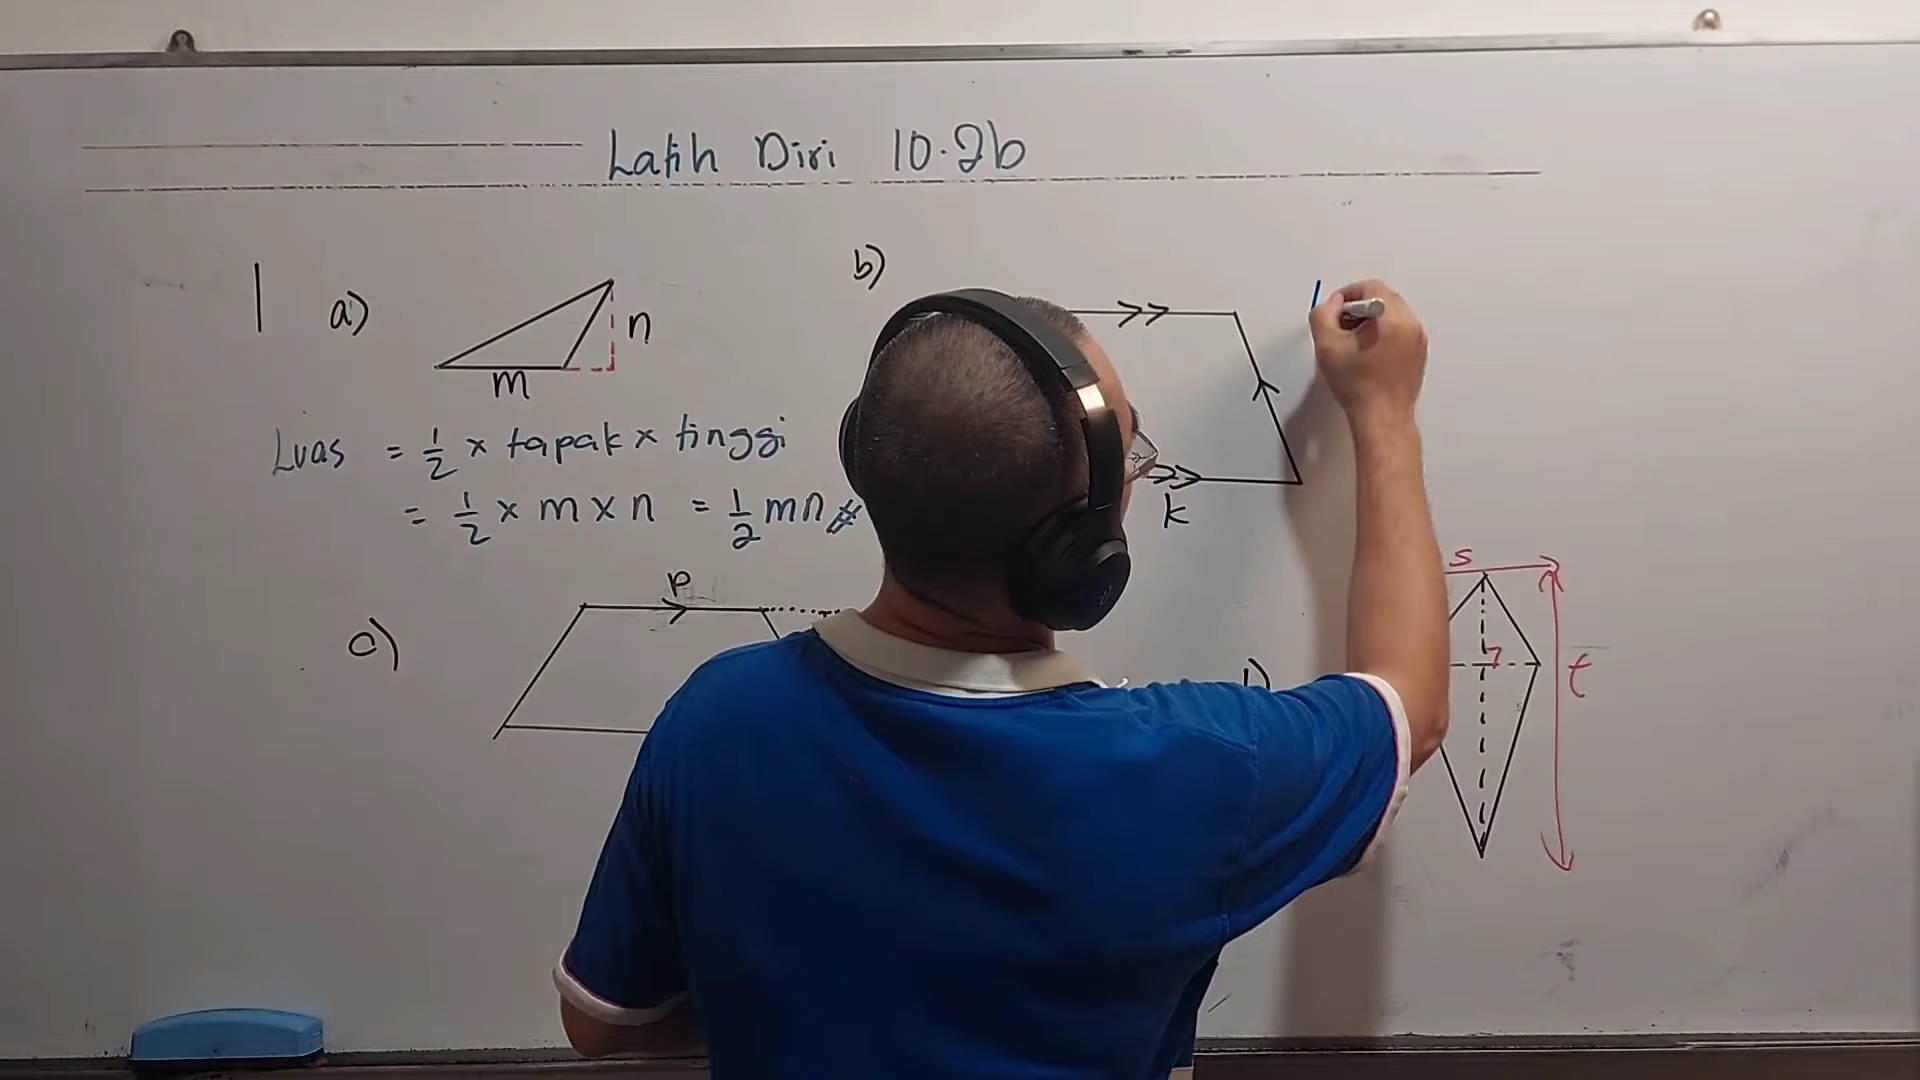 Latih Diri 10.2b
1 a)
n
m
Luas = 1/2 x tapak x tinggi
= 1/2 x m x n = 1/2 mn #
b)
k
c)
p
s
t